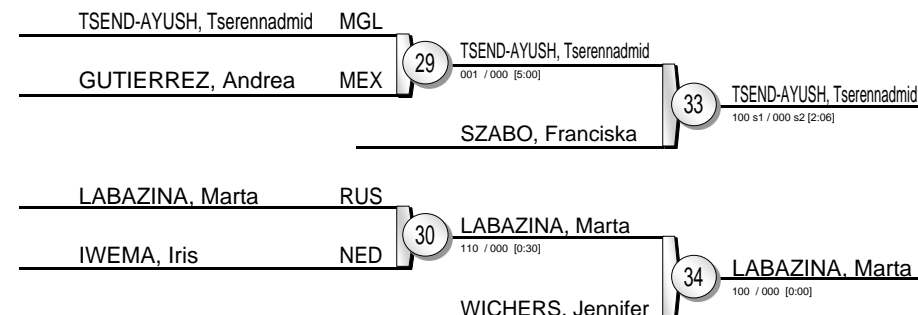 TSEND-AYUSH, Tserennadmid MGL
29
TSEND-AYUSH, Tserennadmid
001 / 000 [5:00]
GUTIERREZ, Andrea MEX
33
TSEND-AYUSH, Tserennadmid
100 s1 / 000 s2 [2:06]
SZABO, Franciska
LABAZINA, Marta RUS
30
LABAZINA, Marta
110 / 000 [0:30]
IWEMA, Iris NED
34
LABAZINA, Marta
100 / 000 [0:00]
WICHERS, Jennifer